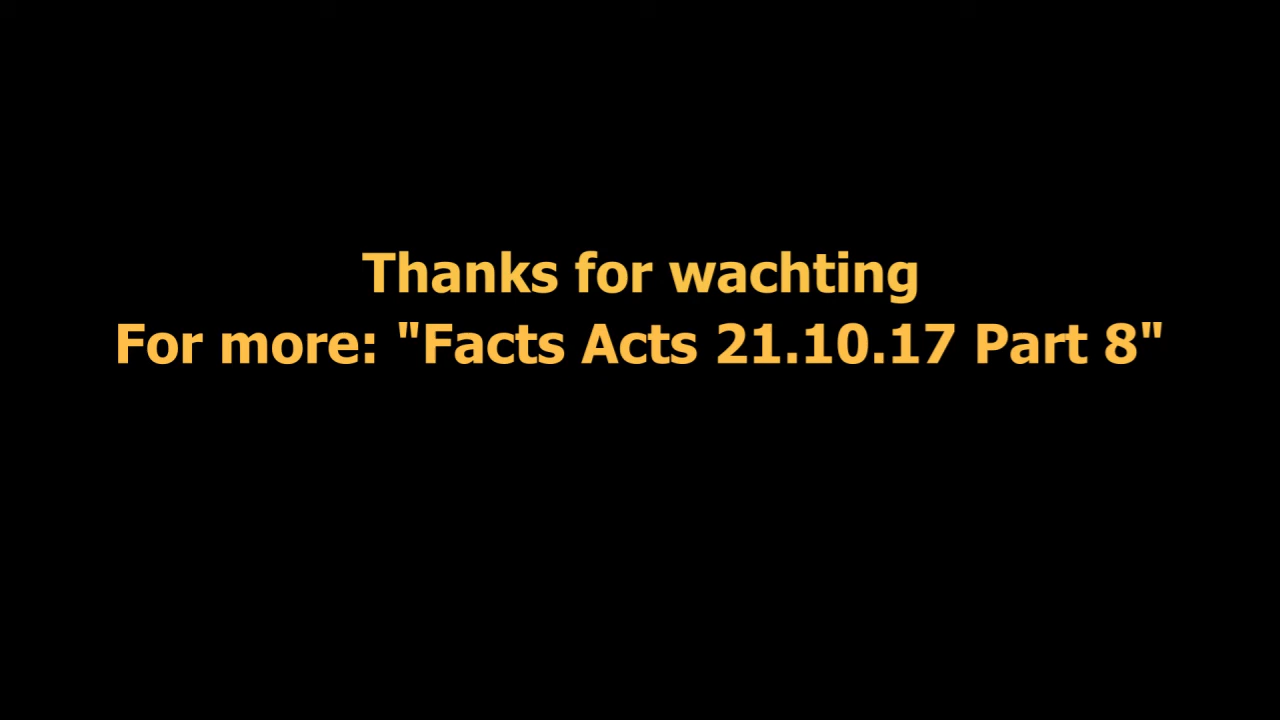 Thanks for wachting
For more: "Facts Acts 21.10.17 Part 8"